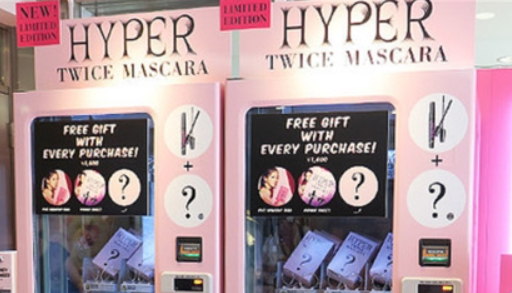 NEW!
LIMITED
EDITION
HYPER
TWICE MASCARA
FREE GIFT
WITH
EVERY PURCHASE!
+
?
?
LIMITED
EDITION
HYPER
TWICE MASCARA
FREE GIFT
WITH
EVERY PURCHASE!
+
?
?